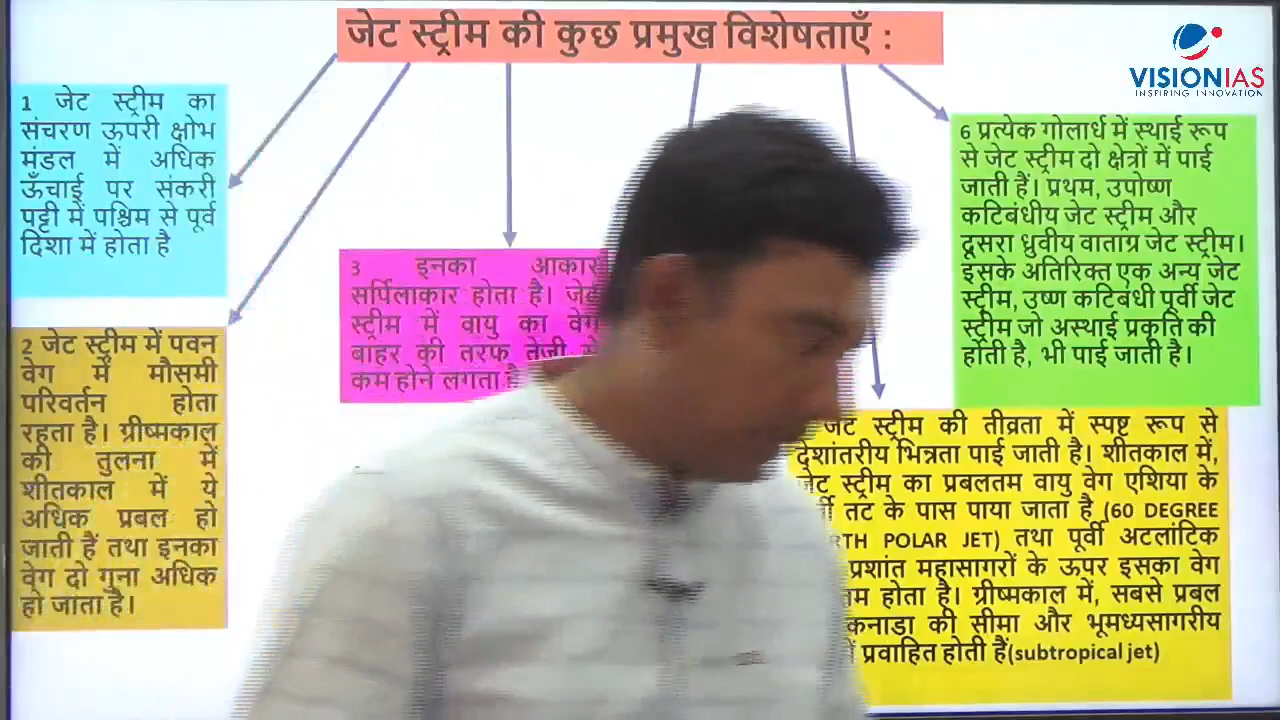 जेट स्ट्रीम की कुछ प्रमुख विशेषताएँ :
VISIONIAS
INSPIRING INNOVATION
1 जेट स्ट्रीम का
संचरण ऊपरी क्षोभ
मंडल में अधिक
ऊँचाई पर संकरी
पट्टी में पश्चिम से पूर्व
दिशा में होता है
2 जेट स्ट्रीम में पवन
वेग में मौसमी
परिवर्तन होता
रहता है। ग्रीष्मकाल
की तुलना में
शीतकाल में ये
अधिक प्रबल हो
जाती हैं तथा इनका
वेग दो गुना अधिक
हो जाता है।
3 इनका आकार
सर्पिलाकार होता है। जेट
स्ट्रीम में वायु का वेग
बाहर की तरफ तेजी
कम होने लगता है
जेट स्ट्रीम की तीव्रता में स्पष्ट रूप से
देशांतरीय भिन्नता पाई जाती है। शीतकाल में,
जेट स्ट्रीम का प्रबलतम वायु वेग एशिया के
तट के पास पाया जाता है (60 DEGREE
POLAR JET) तथा पूर्वी अटलांटिक
प्रशांत महासागरों के ऊपर इसका वेग
होता है। ग्रीष्मकाल में, सबसे प्रबल
कनाड़ा की सीमा और भूमध्यसागरीय
प्रवाहित होती हैं(subtropical jet)
6 प्रत्येक गोलार्ध में स्थाई रूप
से जेट स्ट्रीम दो क्षेत्रों में पाई
जाती हैं। प्रथम, उपोष्ण
कटिबंधीय जेट स्ट्रीम और
दूसरा ध्रुवीय वाताग्र जेट स्ट्रीम।
इसके अतिरिक्त एक अन्य जेट
स्ट्रीम, उष्ण कटिबंधी पूर्वी जेट
स्ट्रीम जो अस्थाई प्रकृति की
होती है, भी पाई जाती है।